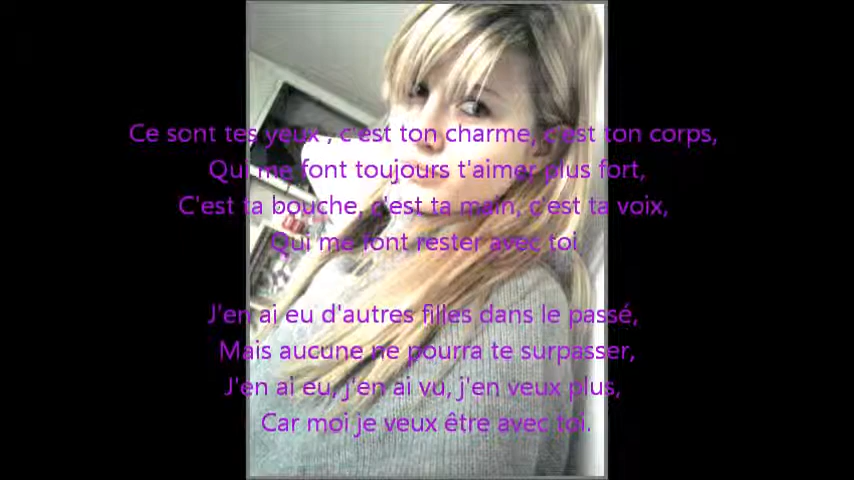 Ce sont tes yeux , c'est ton charme, c'est ton corps,
Qui me font toujours t'aimer plus fort,
C'est ta bouche, c'est ta main, c'est ta voix,
Qui me font rester avec toi
J'en ai eu d'autres filles dans le passé,
Mais aucune ne pourra te surpasser,
J'en ai eu, j'en ai vu, j'en veux plus,
Car moi je veux être avec toi.